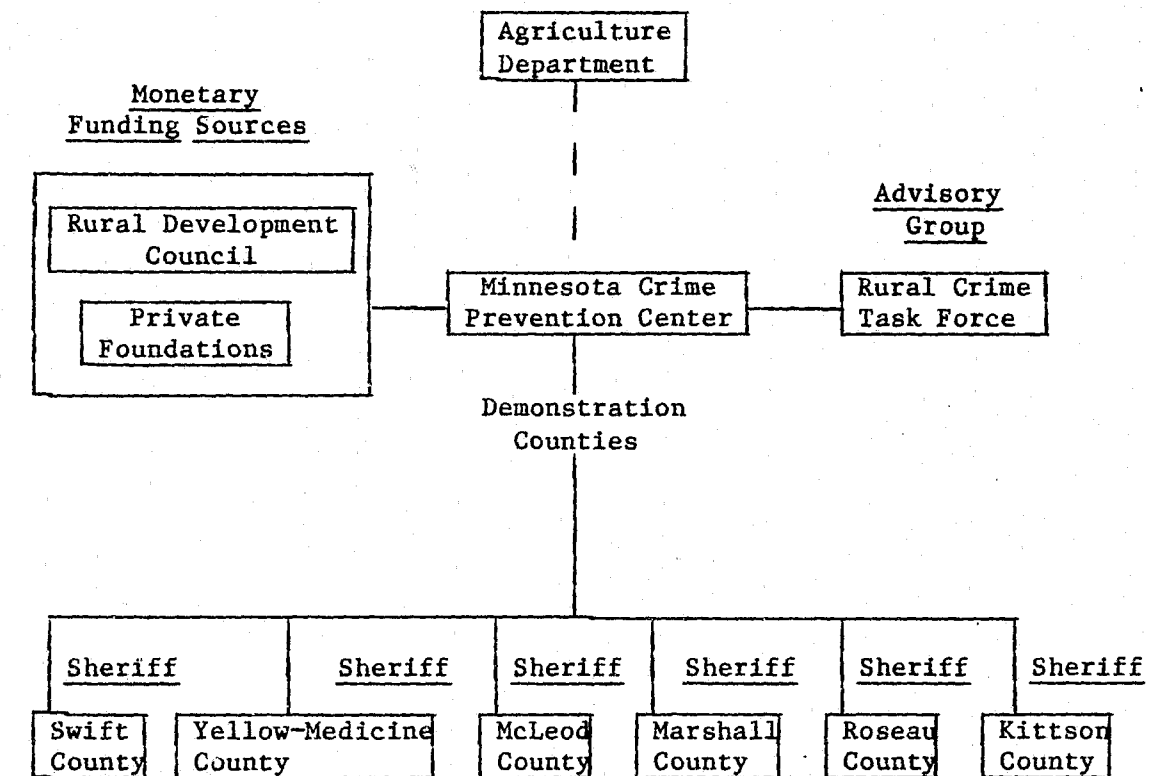 Agriculture
Department
Monetary
Funding Sources
Rural Development
Council
Private
Foundations
Minnesota Crime
Prevention Center
Advisory
Group
Rural Crime
Task Force
Demonstration
Counties
Sheriff
Sheriff
Sheriff
Sheriff
Sheriff
Sheriff
Swift
County
Yellow-Medicine
County
McLeod
County
Marshall
County
Roseau
County
Kittson
County